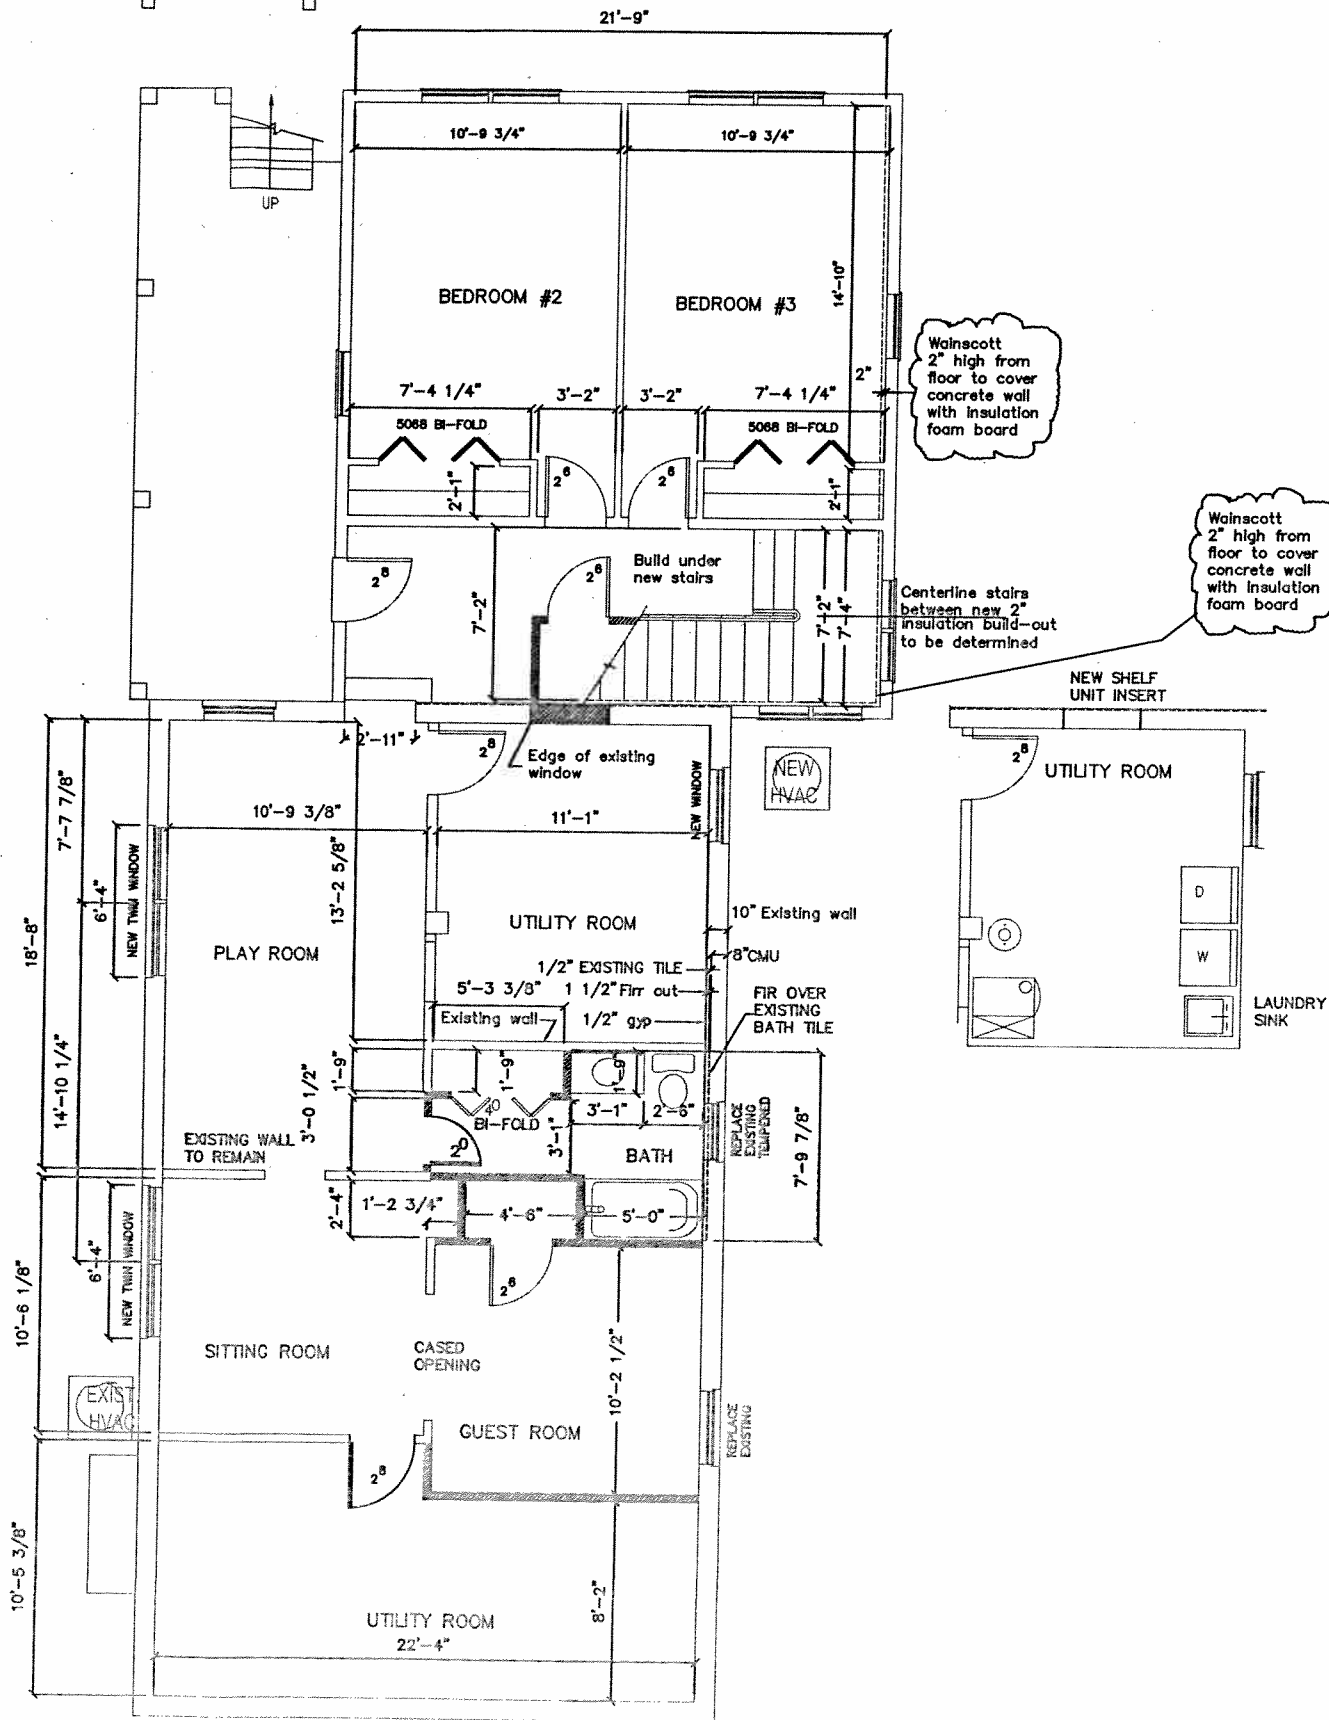 21'-9"
10'-9 3/4"
10'-9 3/4"
UP
14'-10"
BEDROOM #2
BEDROOM #3
Wainscott
2" high from
floor to cover
concrete wall
with insulation
foam board
2"
7'-4 1/4"
3'-2"
3'-2"
7'-4 1/4"
5068 BI-FOLD
5068 BI-FOLD
2'-1"
2⁶
2⁶
2'-1"
Wainscott
2" high from
floor to cover
concrete wall
with insulation
foam board
2⁸
2⁶
Build under
new stairs
7'-2"
7'-2"
7'-4"
Centerline stairs
between new 2"
insulation build-out
to be determined
NEW SHELF
UNIT INSERT
2'-11"
2⁸
Edge of existing
window
NEW
HVAC
2⁸
UTILITY ROOM
7'-7 7/8"
10'-9 3/8"
11'-1"
NEW WINDOW
6'-4"
NEW TWIN WINDOW
13'-2 5/8"
18'-8"
PLAY ROOM
UTILITY ROOM
10" Existing wall
8"CMU
1/2" EXISTING TILE
5'-3 3/8"
1 1/2"Firr out
Existing wall
1/2" gyp
FIR OVER
EXISTING
BATH TILE
D
W
LAUNDRY
SINK
14'-10 1/4"
1'-9"
1'-9"
1'-9"
3'-0 1/2"
4⁰
BI-FOLD
3'-1"
2'-6"
2⁰
3'-1"
BATH
REPLACE
EXISTING
TEMPERED
7'-9 7/8"
EXISTING WALL
TO REMAIN
2'-4"
1'-2 3/4"
4'-6"
5'-0"
6'-4"
NEW TWIN WINDOW
2⁶
10'-6 1/8"
SITTING ROOM
CASED
OPENING
10'-2 1/2"
EXIST
HVAC
GUEST ROOM
REPLACE
EXISTING
2⁸
10'-5 3/8"
8'-2"
UTILITY ROOM
22'-4"